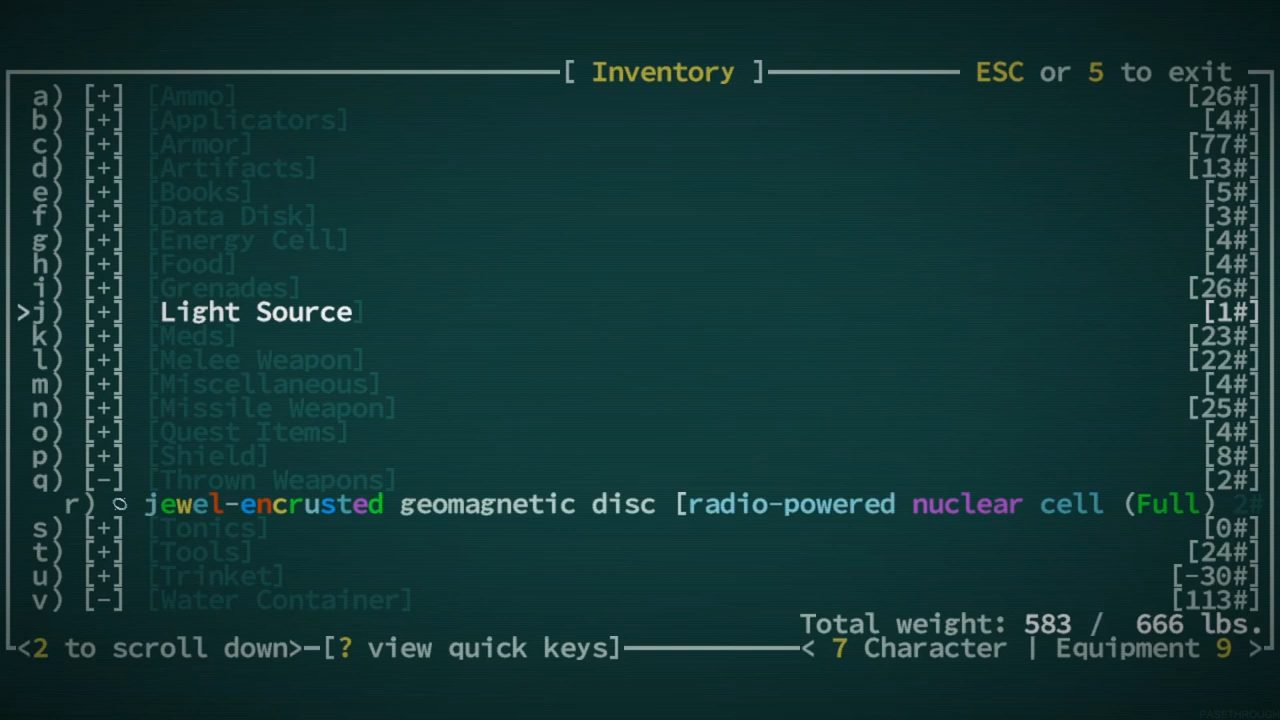 [ Inventory ] ESC or 5 to exit
a) [+] [Ammo] [26#]
b) [+] [Applicators] [4#]
c) [+] [Armor] [77#]
d) [+] [Artifacts] [13#]
e) [+] [Books] [5#]
f) [+] [Data Disk] [3#]
g) [+] [Energy Cell] [4#]
h) [+] [Food] [4#]
i) [+] [Grenades] [26#]
>j) [+] Light Source] [1#]
k) [+] [Meds] [23#]
l) [+] [Melee Weapon] [22#]
m) [+] [Miscellaneous] [4#]
n) [+] [Missile Weapon] [25#]
o) [+] [Quest Items] [4#]
p) [+] [Shield] [8#]
q) [-] [Thrown Weapons] [2#]
r) jewel-encrusted geomagnetic disc [radio-powered nuclear cell (Full) 2#
s) [+] [Tonics] [0#]
t) [+] [Tools] [24#]
u) [+] [Trinket] [-30#]
v) [-] [Water Container] [113#]
Total weight: 583 / 666 lbs.
<2 to scroll down> [? view quick keys] < 7 Character | Equipment 9 >